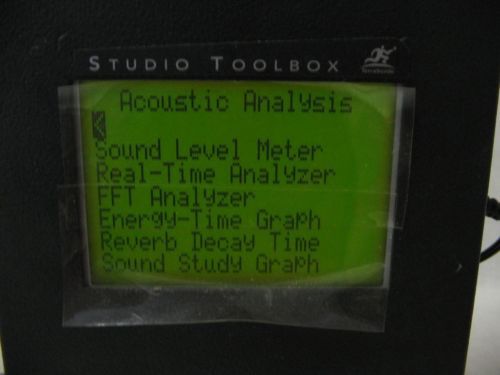 STUDIO TOOLBOX
TerraSonde
Acoustic Analysis
<
Sound Level Meter
Real-Time Analyzer
FFT Analyzer
Energy-Time Graph
Reverb Decay Time
Sound Study Graph